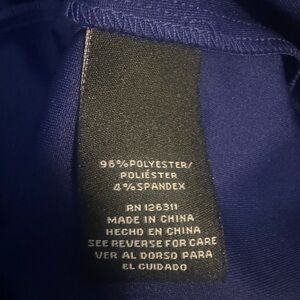 96% POLYESTER/
POLIÉSTER
4% SPANDEX
RN 126311
MADE IN CHINA
HECHO EN CHINA
SEE REVERSE FOR CARE
VER AL DORSO PARA
EL CUIDADO